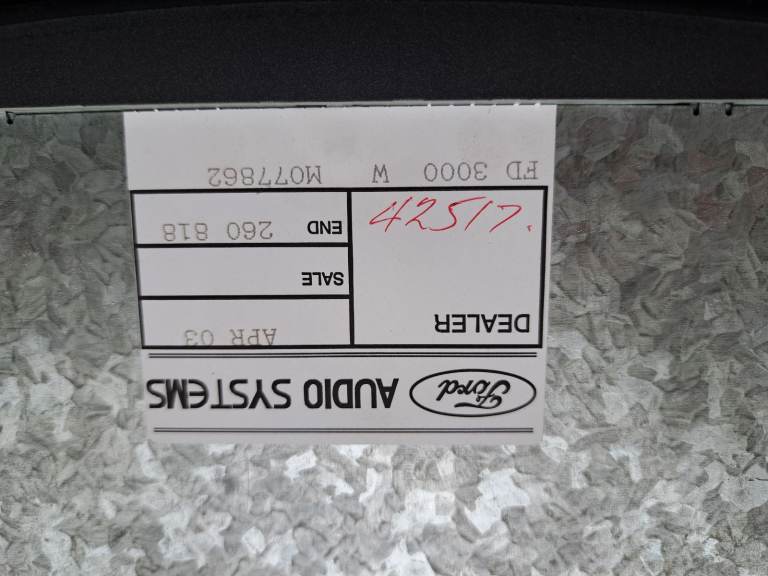 Ford AUDIO SYSTEMS
DEALER
APR 03
SALE
42517.
END 260 818
FD 3000 W M077862